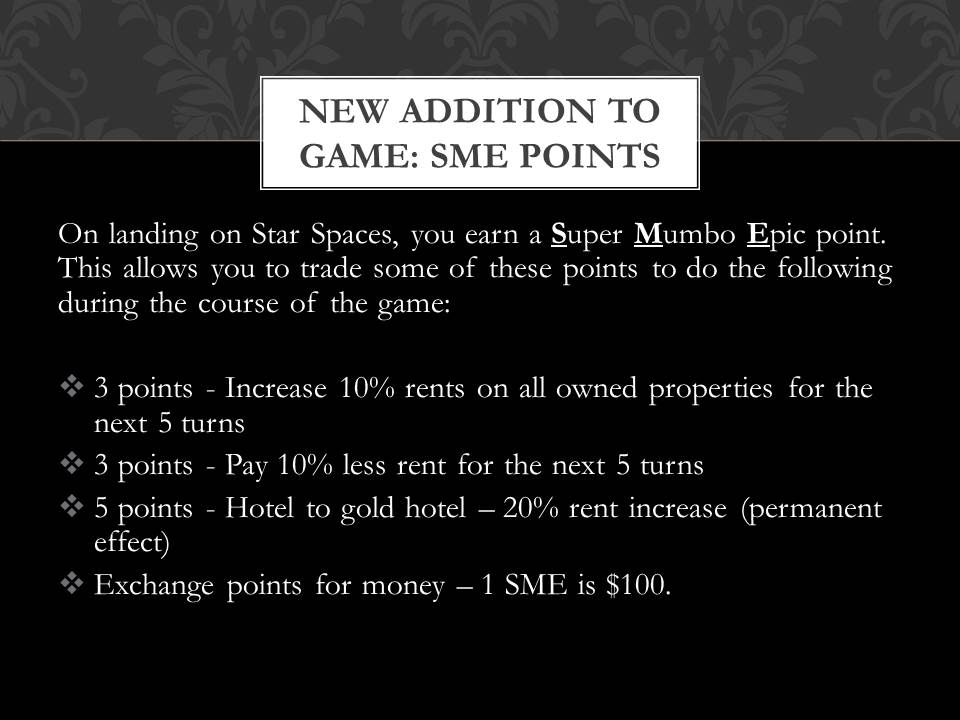 NEW ADDITION TO
GAME: SME POINTS
On landing on Star Spaces, you earn a Super Mumbo Epic point.
This allows you to trade some of these points to do the following
during the course of the game:
❖ 3 points - Increase 10% rents on all owned properties for the
next 5 turns
❖ 3 points - Pay 10% less rent for the next 5 turns
❖ 5 points - Hotel to gold hotel – 20% rent increase (permanent
effect)
❖ Exchange points for money – 1 SME is $100.